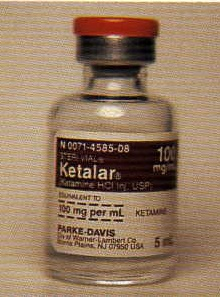 N 0071-4585-08
STERI-VIAL®
Ketalar®
(Ketamine HCl Inj, USP)
EQUIVALENT TO
100 mg per mL KETAMINE
PARKE-DAVIS
Div of Warner-Lambert Co
Morris Plains, NJ 07950 USA
100
mg/m
5 mL